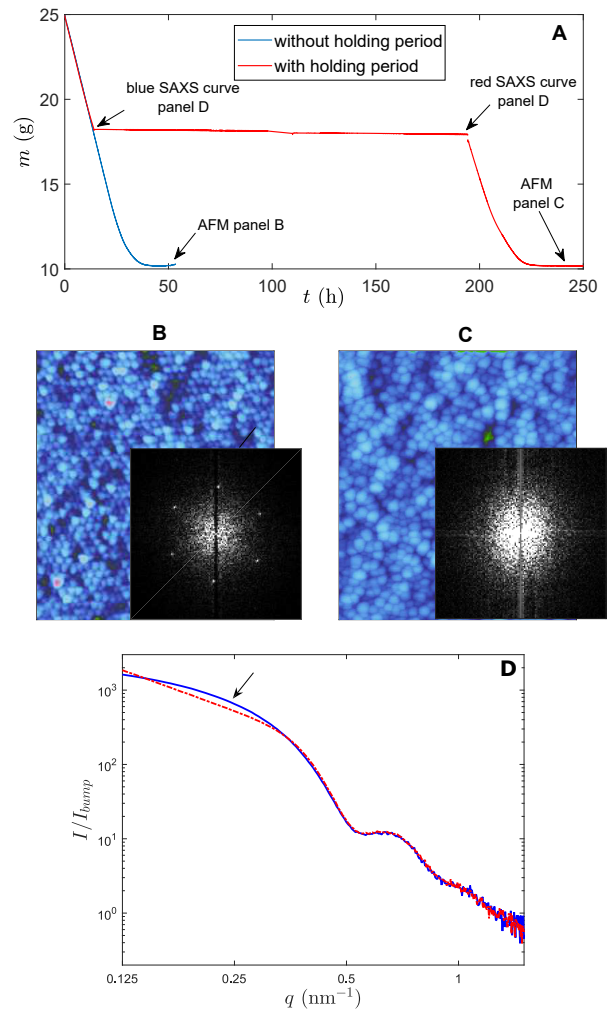 25
20
15
10
m (g)
0
50
100
150
200
250
t (h)
A
without holding period
with holding period
blue SAXS curve
panel D
red SAXS curve
panel D
AFM panel B
AFM
panel C
B
C
D
10^3
10^2
10^1
10^0
I/I_{bump}
0.125
0.25
0.5
1
q (nm^{-1})